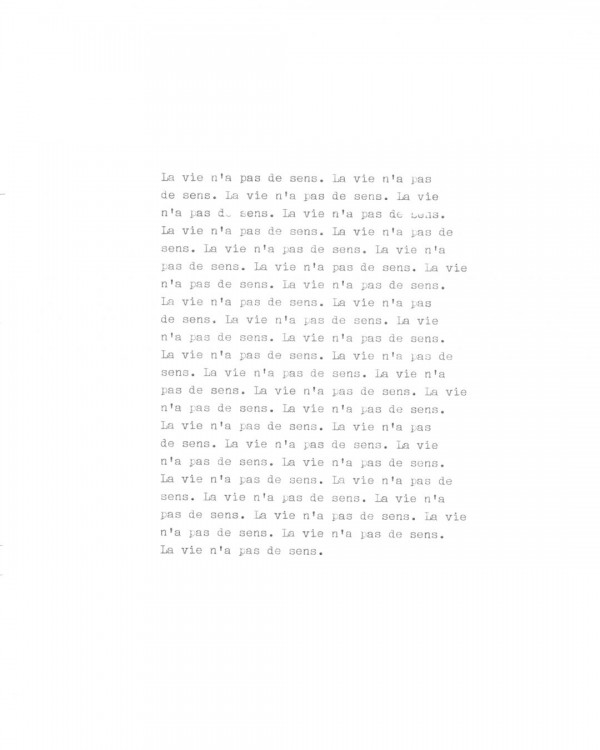 La vie n'a pas de sens. La vie n'a pas
de sens. La vie n'a pas de sens. La vie
n'a pas de sens. La vie n'a pas de sens.
La vie n'a pas de sens. La vie n'a pas de
sens. La vie n'a pas de sens. La vie n'a
pas de sens. La vie n'a pas de sens. La vie
n'a pas de sens. La vie n'a pas de sens.
La vie n'a pas de sens. La vie n'a pas
de sens. La vie n'a pas de sens. La vie
n'a pas de sens. La vie n'a pas de sens.
La vie n'a pas de sens. La vie n'a pas de
sens. La vie n'a pas de sens. La vie n'a
pas de sens. La vie n'a pas de sens. La vie
n'a pas de sens. La vie n'a pas de sens.
La vie n'a pas de sens. La vie n'a pas
de sens. La vie n'a pas de sens. La vie
n'a pas de sens. La vie n'a pas de sens.
La vie n'a pas de sens. La vie n'a pas de
sens. La vie n'a pas de sens. La vie n'a
pas de sens. La vie n'a pas de sens. La vie
n'a pas de sens. La vie n'a pas de sens.
La vie n'a pas de sens.